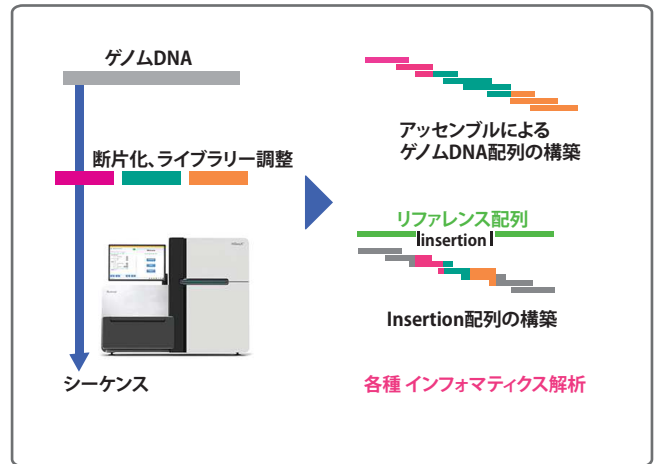 ゲノムDNA
断片化、ライブラリー調整
シーケンス
アッセンブルによる
ゲノムDNA配列の構築
リファレンス配列
insertion
Insertion配列の構築
各種 インフォマティクス解析